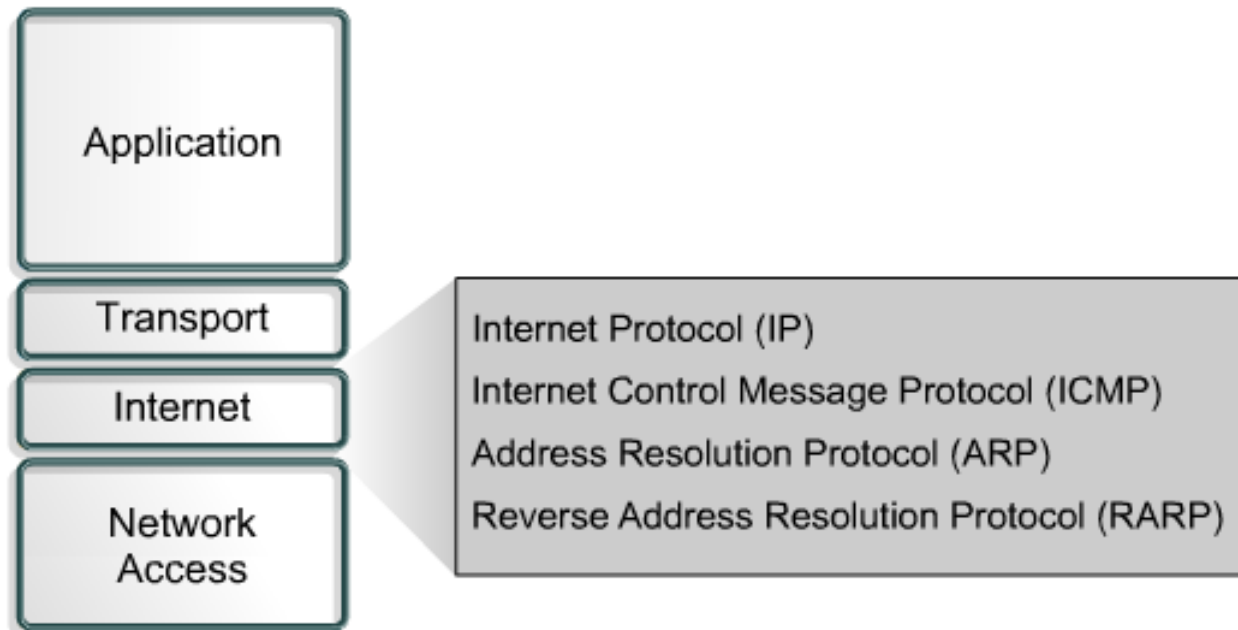 Application
Transport
Internet
Network
Access
Internet Protocol (IP)
Internet Control Message Protocol (ICMP)
Address Resolution Protocol (ARP)
Reverse Address Resolution Protocol (RARP)